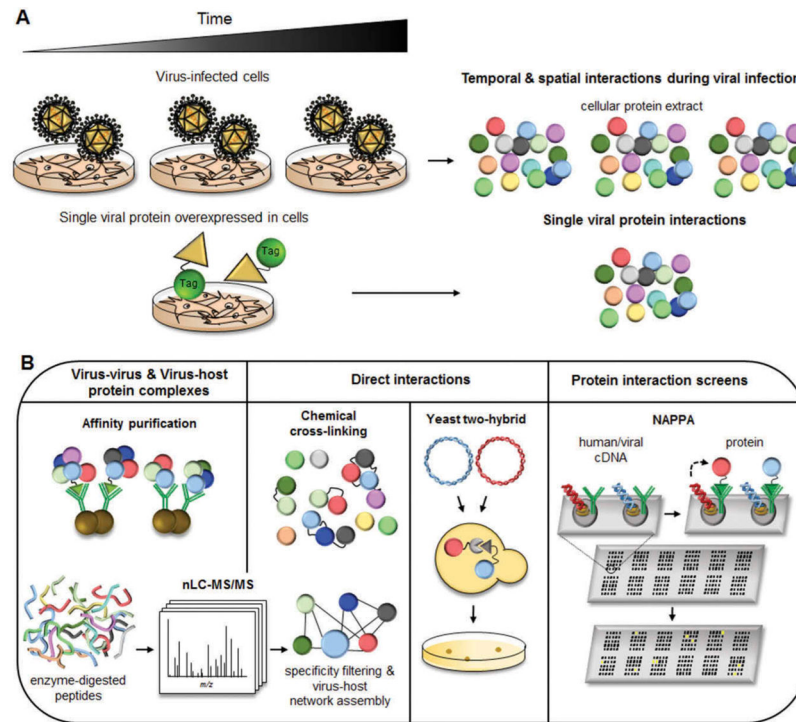 A
Time
Virus-infected cells
Temporal & spatial interactions during viral infection
cellular protein extract
Single viral protein overexpressed in cells
Single viral protein interactions
Tag
Tag
B
Virus-virus & Virus-host
protein complexes
Direct interactions
Protein interaction screens
Affinity purification
Chemical
cross-linking
Yeast two-hybrid
NAPPA
human/viral
cDNA
protein
nLC-MS/MS
m/z
enzyme-digested
peptides
specificity filtering &
virus-host
network assembly